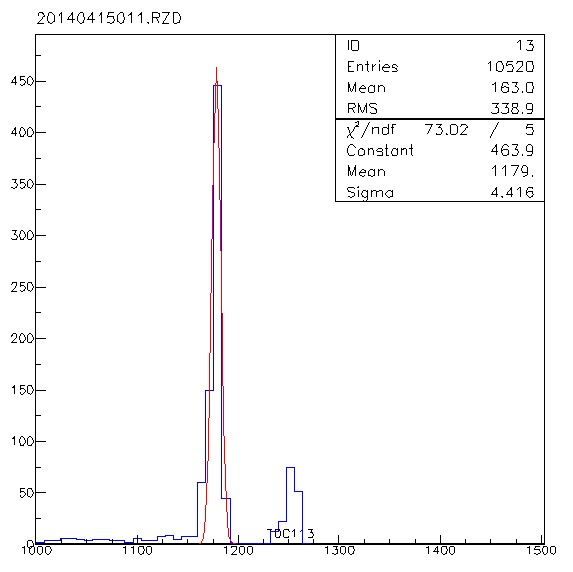 20140415011.RZD
ID 13
Entries 10520
Mean 163.0
RMS 338.9
χ²/ndf 73.02 / 5
Constant 463.9
Mean 1179.
Sigma 4.416
450
400
350
300
250
200
150
100
50
0
TDC113
1000 1100 1200 1300 1400 1500